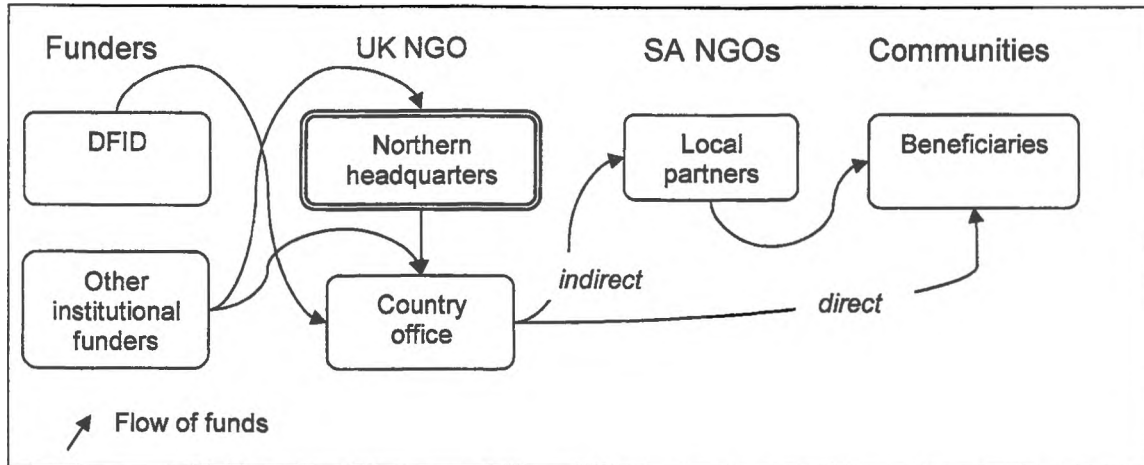 Funders
UK NGO
SA NGOs
Communities
DFID
Northern
headquarters
Local
partners
Beneficiaries
Other
institutional
funders
Country
office
indirect
direct
Flow of funds